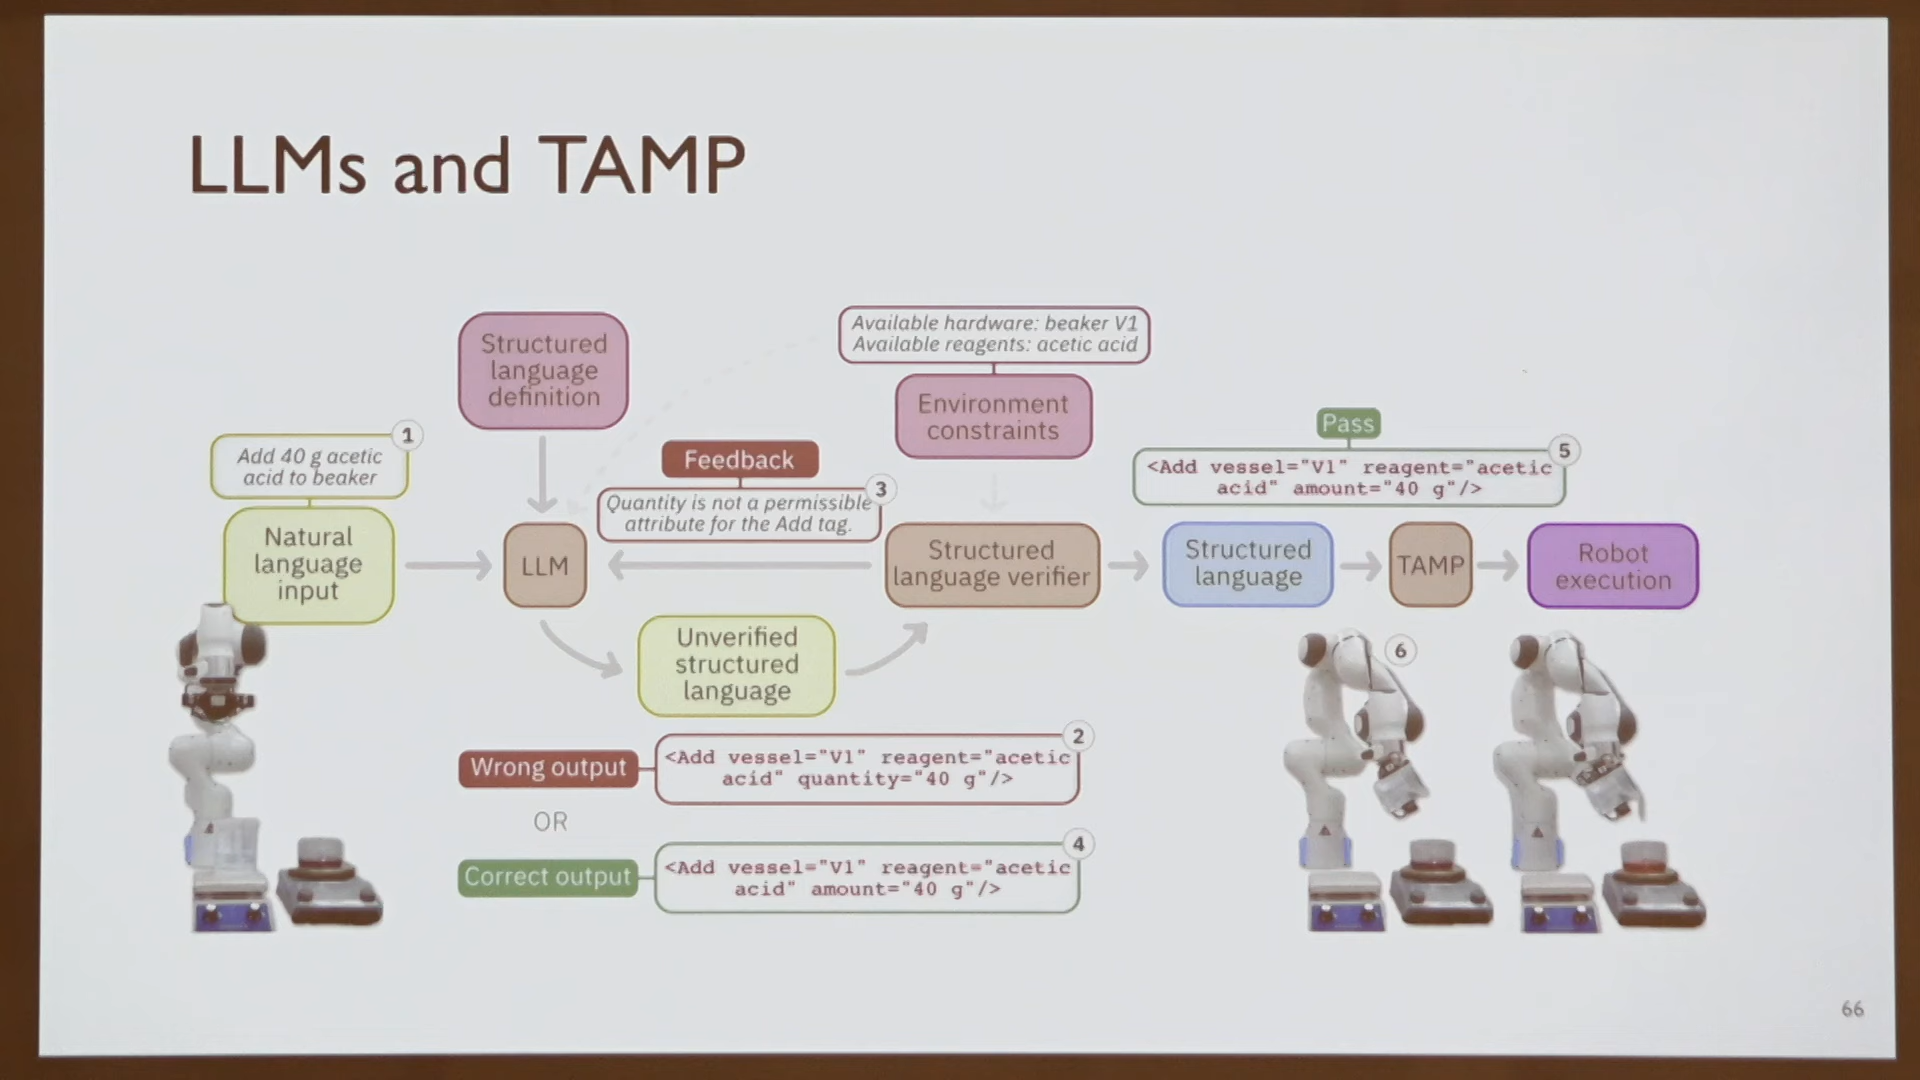 LLMs and TAMP
Structured
language
definition
Available hardware: beaker V1
Available reagents: acetic acid
Environment
constraints
1
Add 40 g acetic
acid to beaker
Natural
language
input
LLM
Feedback
3
Quantity is not a permissible
attribute for the Add tag.
Structured
language verifier
Pass
5
<Add vessel="V1" reagent="acetic
acid" amount="40 g"/>
Structured
language
TAMP
Robot
execution
Unverified
structured
language
6
Wrong output
2
<Add vessel="V1" reagent="acetic
acid" quantity="40 g"/>
OR
Correct output
4
<Add vessel="V1" reagent="acetic
acid" amount="40 g"/>
66